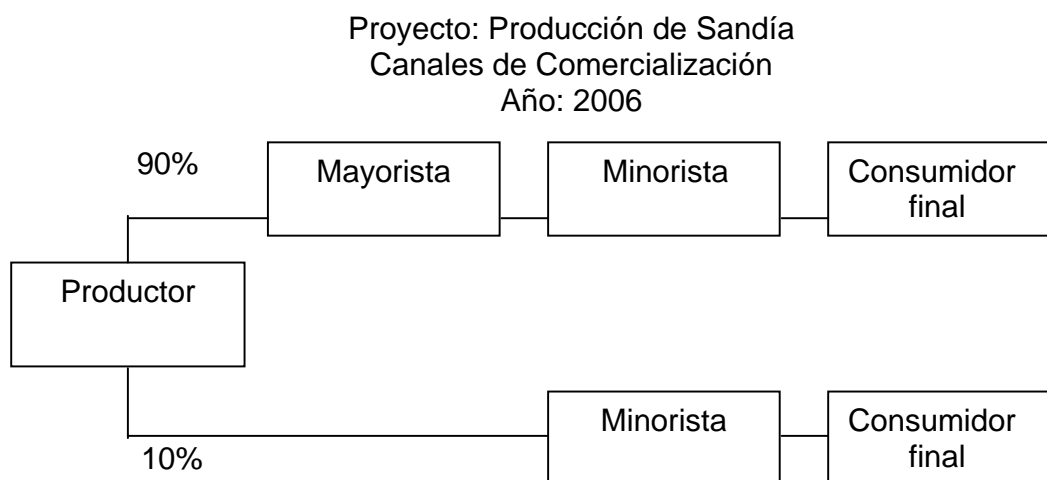 Proyecto: Producción de Sandía
Canales de Comercialización
Año: 2006
90%
Mayorista
Minorista
Consumidor
final
Productor
10%
Minorista
Consumidor
final